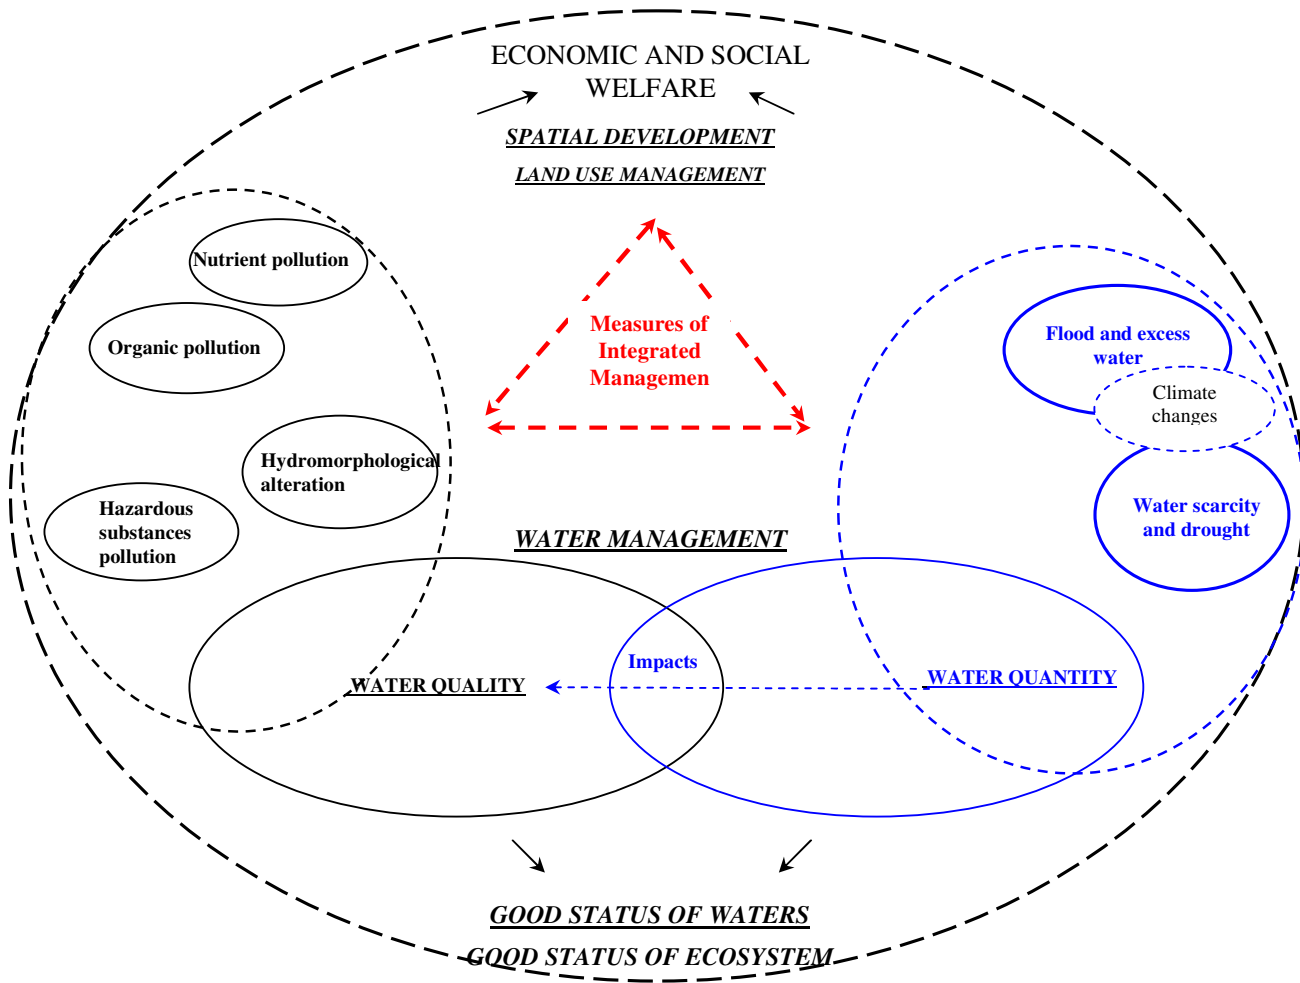 ECONOMIC AND SOCIAL
WELFARE
SPATIAL DEVELOPMENT
LAND USE MANAGEMENT
Nutrient pollution
Organic pollution
Hydromorphological
alteration
Hazardous
substances
pollution
Measures of
Integrated
Managemen
Flood and excess
water
Climate
changes
Water scarcity
and drought
WATER MANAGEMENT
Impacts
WATER QUALITY
WATER QUANTITY
GOOD STATUS OF WATERS
GOOD STATUS OF ECOSYSTEM